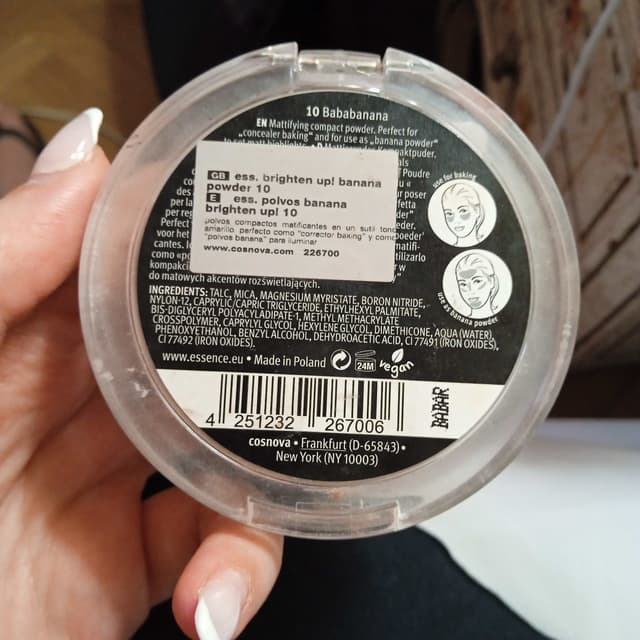 10 Bababanana
EN Mattifying compact powder. Perfect for
„concealer baking" and for use as „banana powder"
GB ess. brighten up! banana
powder 10
E ess. polvos banana
brighten up! 10
polvos compactos matificantes en un sutil tono
amarillo. perfecto como "corrector baking" y como
"polvos banana" para iluminar
www.cosnova.com 226700
do matowych akcentów rozświetlających.
INGREDIENTS: TALC, MICA, MAGNESIUM MYRISTATE, BORON NITRIDE,
NYLON-12, CAPRYLIC/CAPRIC TRIGLYCERIDE, ETHYLHEXYL PALMITATE,
BIS-DIGLYCERYL POLYACYLADIPATE-1, METHYL METHACRYLATE
CROSSPOLYMER, CAPRYLYL GLYCOL, HEXYLENE GLYCOL, DIMETHICONE, AQUA (WATER),
PHENOXYETHANOL, BENZYL ALCOHOL, DEHYDROACETIC ACID, CI 77491 (IRON OXIDES),
CI 77492 (IRON OXIDES).
use for baking
use as banana powder
www.essence.eu • Made in Poland 24M vegan
4 251232 267006
BABAR
cosnova • Frankfurt (D-65843) •
New York (NY 10003)